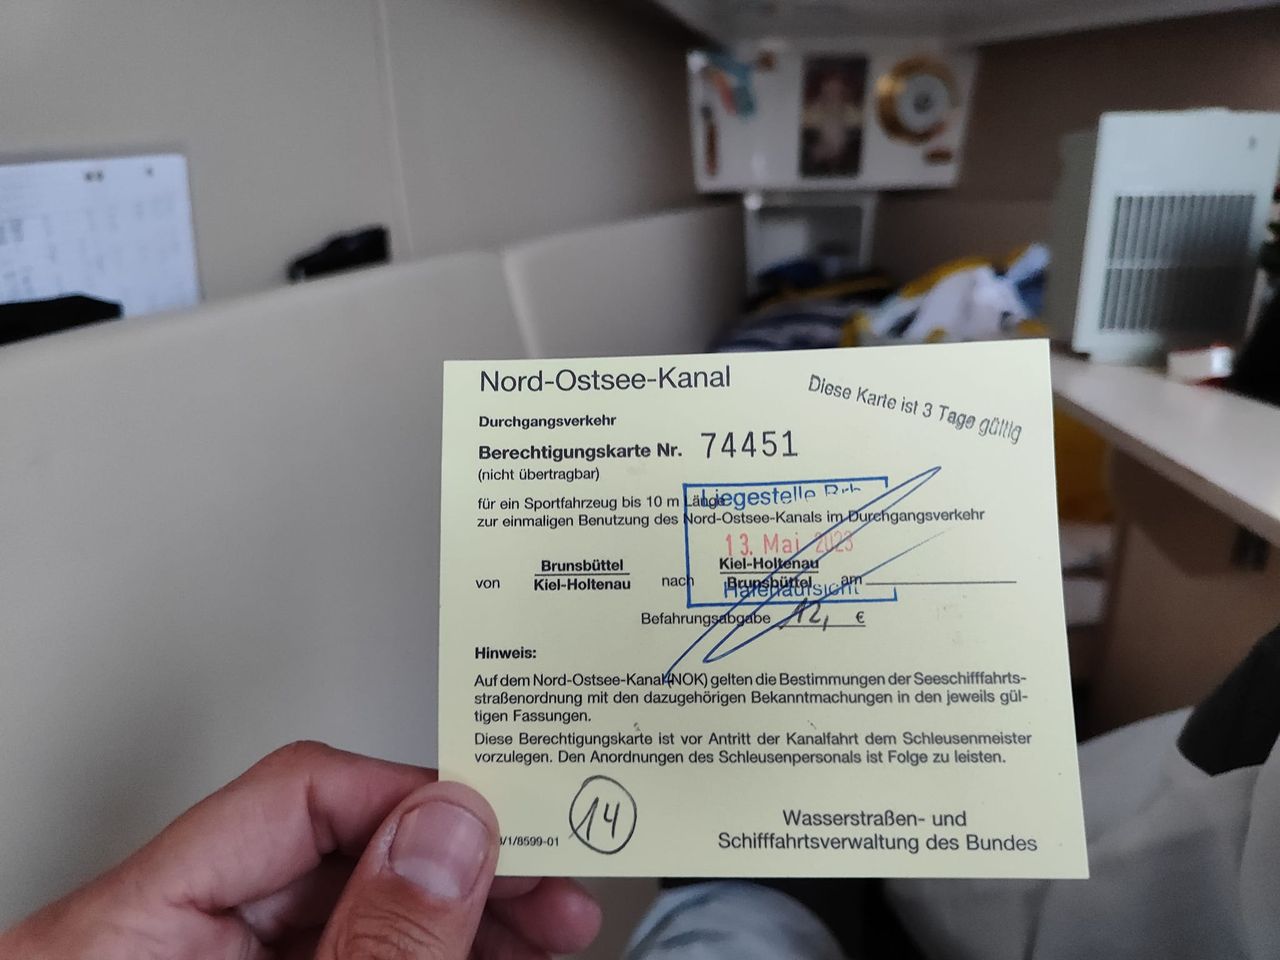 Nord-Ostsee-Kanal
Diese Karte ist 3 Tage gültig
Durchgangsverkehr
Berechtigungskarte Nr. 74451
(nicht übertragbar)
für ein Sportfahrzeug bis 10 m Länge
Liegestelle
zur einmaligen Benutzung des Nord-Ostsee-Kanals im Durchgangsverkehr
13. Mai 2023
Brunsbüttel Kiel-Holtenau
von Kiel-Holtenau nach Brunsbüttel am
Hafenaufsicht
Befahrungsabgabe 12, €
Hinweis:
Auf dem Nord-Ostsee-Kanal (NOK) gelten die Bestimmungen der Seeschifffahrts-
straßenordnung mit den dazugehörigen Bekanntmachungen in den jeweils gül-
tigen Fassungen.
Diese Berechtigungskarte ist vor Antritt der Kanalfahrt dem Schleusenmeister
vorzulegen. Den Anordnungen des Schleusenpersonals ist Folge zu leisten.
14
/1/8599-01
Wasserstraßen- und
Schifffahrtsverwaltung des Bundes